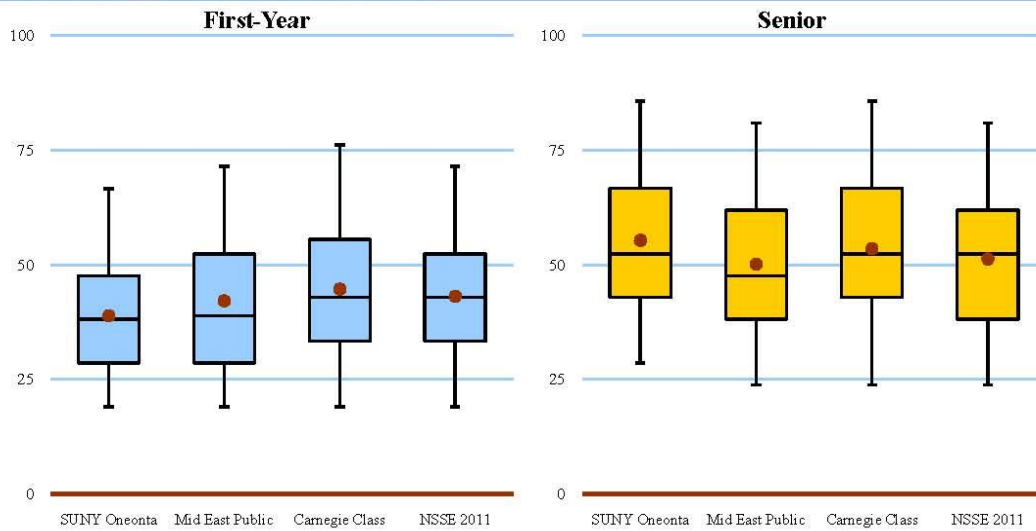 First-Year
100
75
50
25
0
SUNY Oneonta Mid East Public Carnegie Class NSSE 2011
Senior
100
75
50
25
0
SUNY Oneonta Mid East Public Carnegie Class NSSE 2011